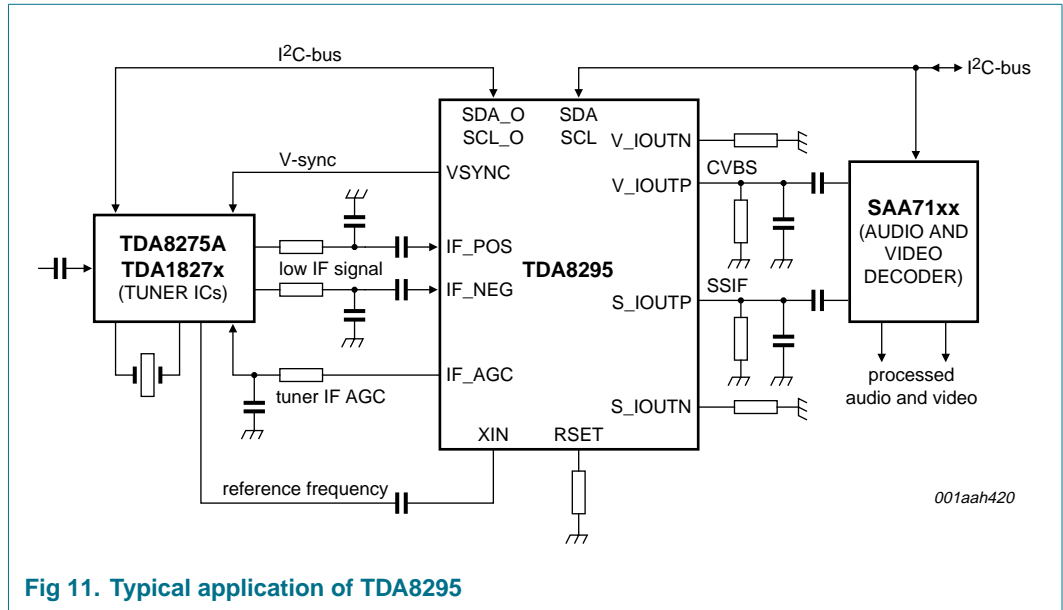 I2C-bus
I2C-bus
SDA_O
SCL_O
SDA
SCL
V_IOUTN
V-sync
VSYNC
CVBS
V_IOUTP
SAA71xx
(AUDIO AND
VIDEO
DECODER)
TDA8275A
TDA1827x
(TUNER ICs)
IF_POS
low IF signal
IF_NEG
TDA8295
SSIF
S_IOUTP
IF_AGC
tuner IF AGC
processed
audio and video
S_IOUTN
XIN
RSET
reference frequency
001aah420
Fig 11. Typical application of TDA8295